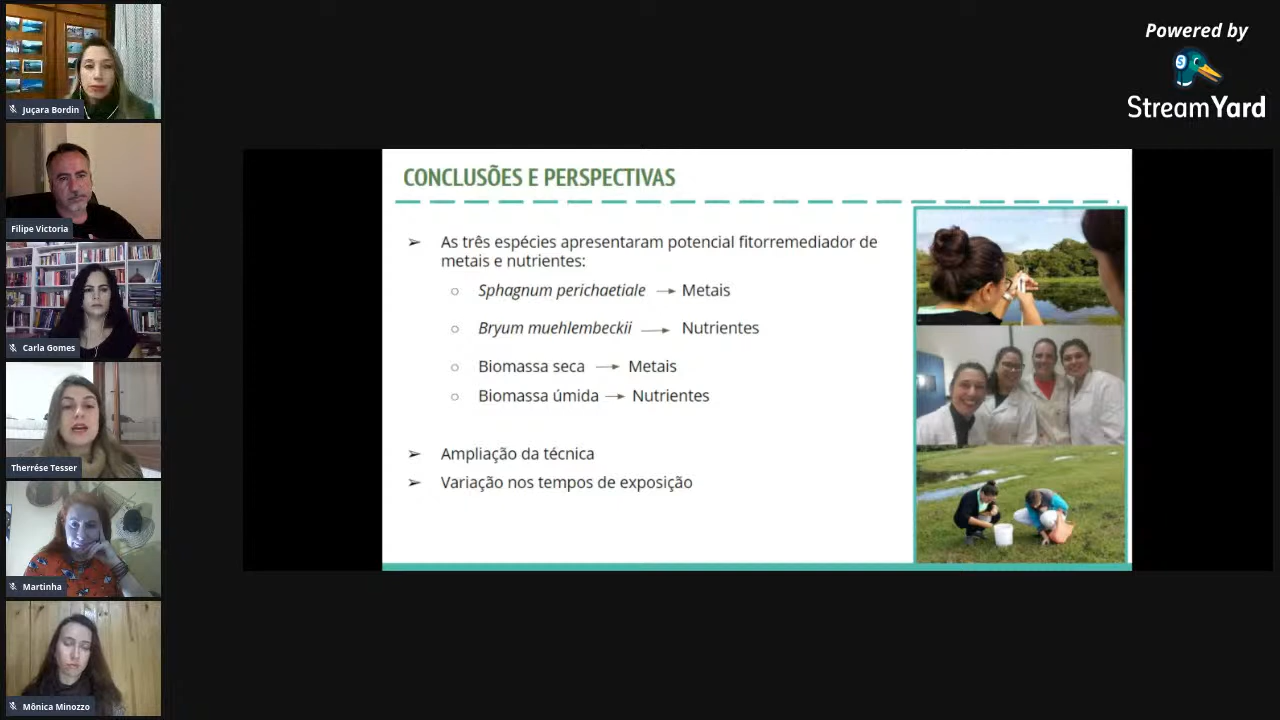 Juçara Bordin
Filipe Victoria
Carla Gomes
Therrése Tesser
Martinha
Mônica Minozzo
Powered by
StreamYard
CONCLUSÕES E PERSPECTIVAS
➢ As três espécies apresentaram potencial fitorremediador de
metais e nutrientes:
○ Sphagnum perichaetiale → Metais
○ Bryum muehlembeckii → Nutrientes
○ Biomassa seca → Metais
○ Biomassa úmida → Nutrientes
➢ Ampliação da técnica
➢ Variação nos tempos de exposição